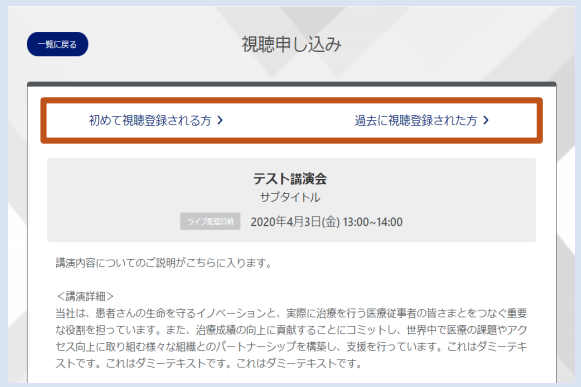 一覧に戻る
視聴申し込み
初めて視聴登録される方 >
過去に視聴登録された方 >
テスト講演会
サブタイトル
ライブ配信日時 2020年4月3日(金) 13:00~14:00
講演内容についてのご説明がこちらに入ります。
＜講演詳細＞
当社は、患者さんの生命を守るイノベーションと、実際に治療を行う医療従事者の皆さまとをつなぐ重要
な役割を担っています。また、治療成績の向上に貢献することにコミットし、世界中で医療の課題やアク
セス向上に取り組む様々な組織とのパートナーシップを構築し、支援を行っています。これはダミーテキ
ストです。これはダミーテキストです。これはダミーテキストです。